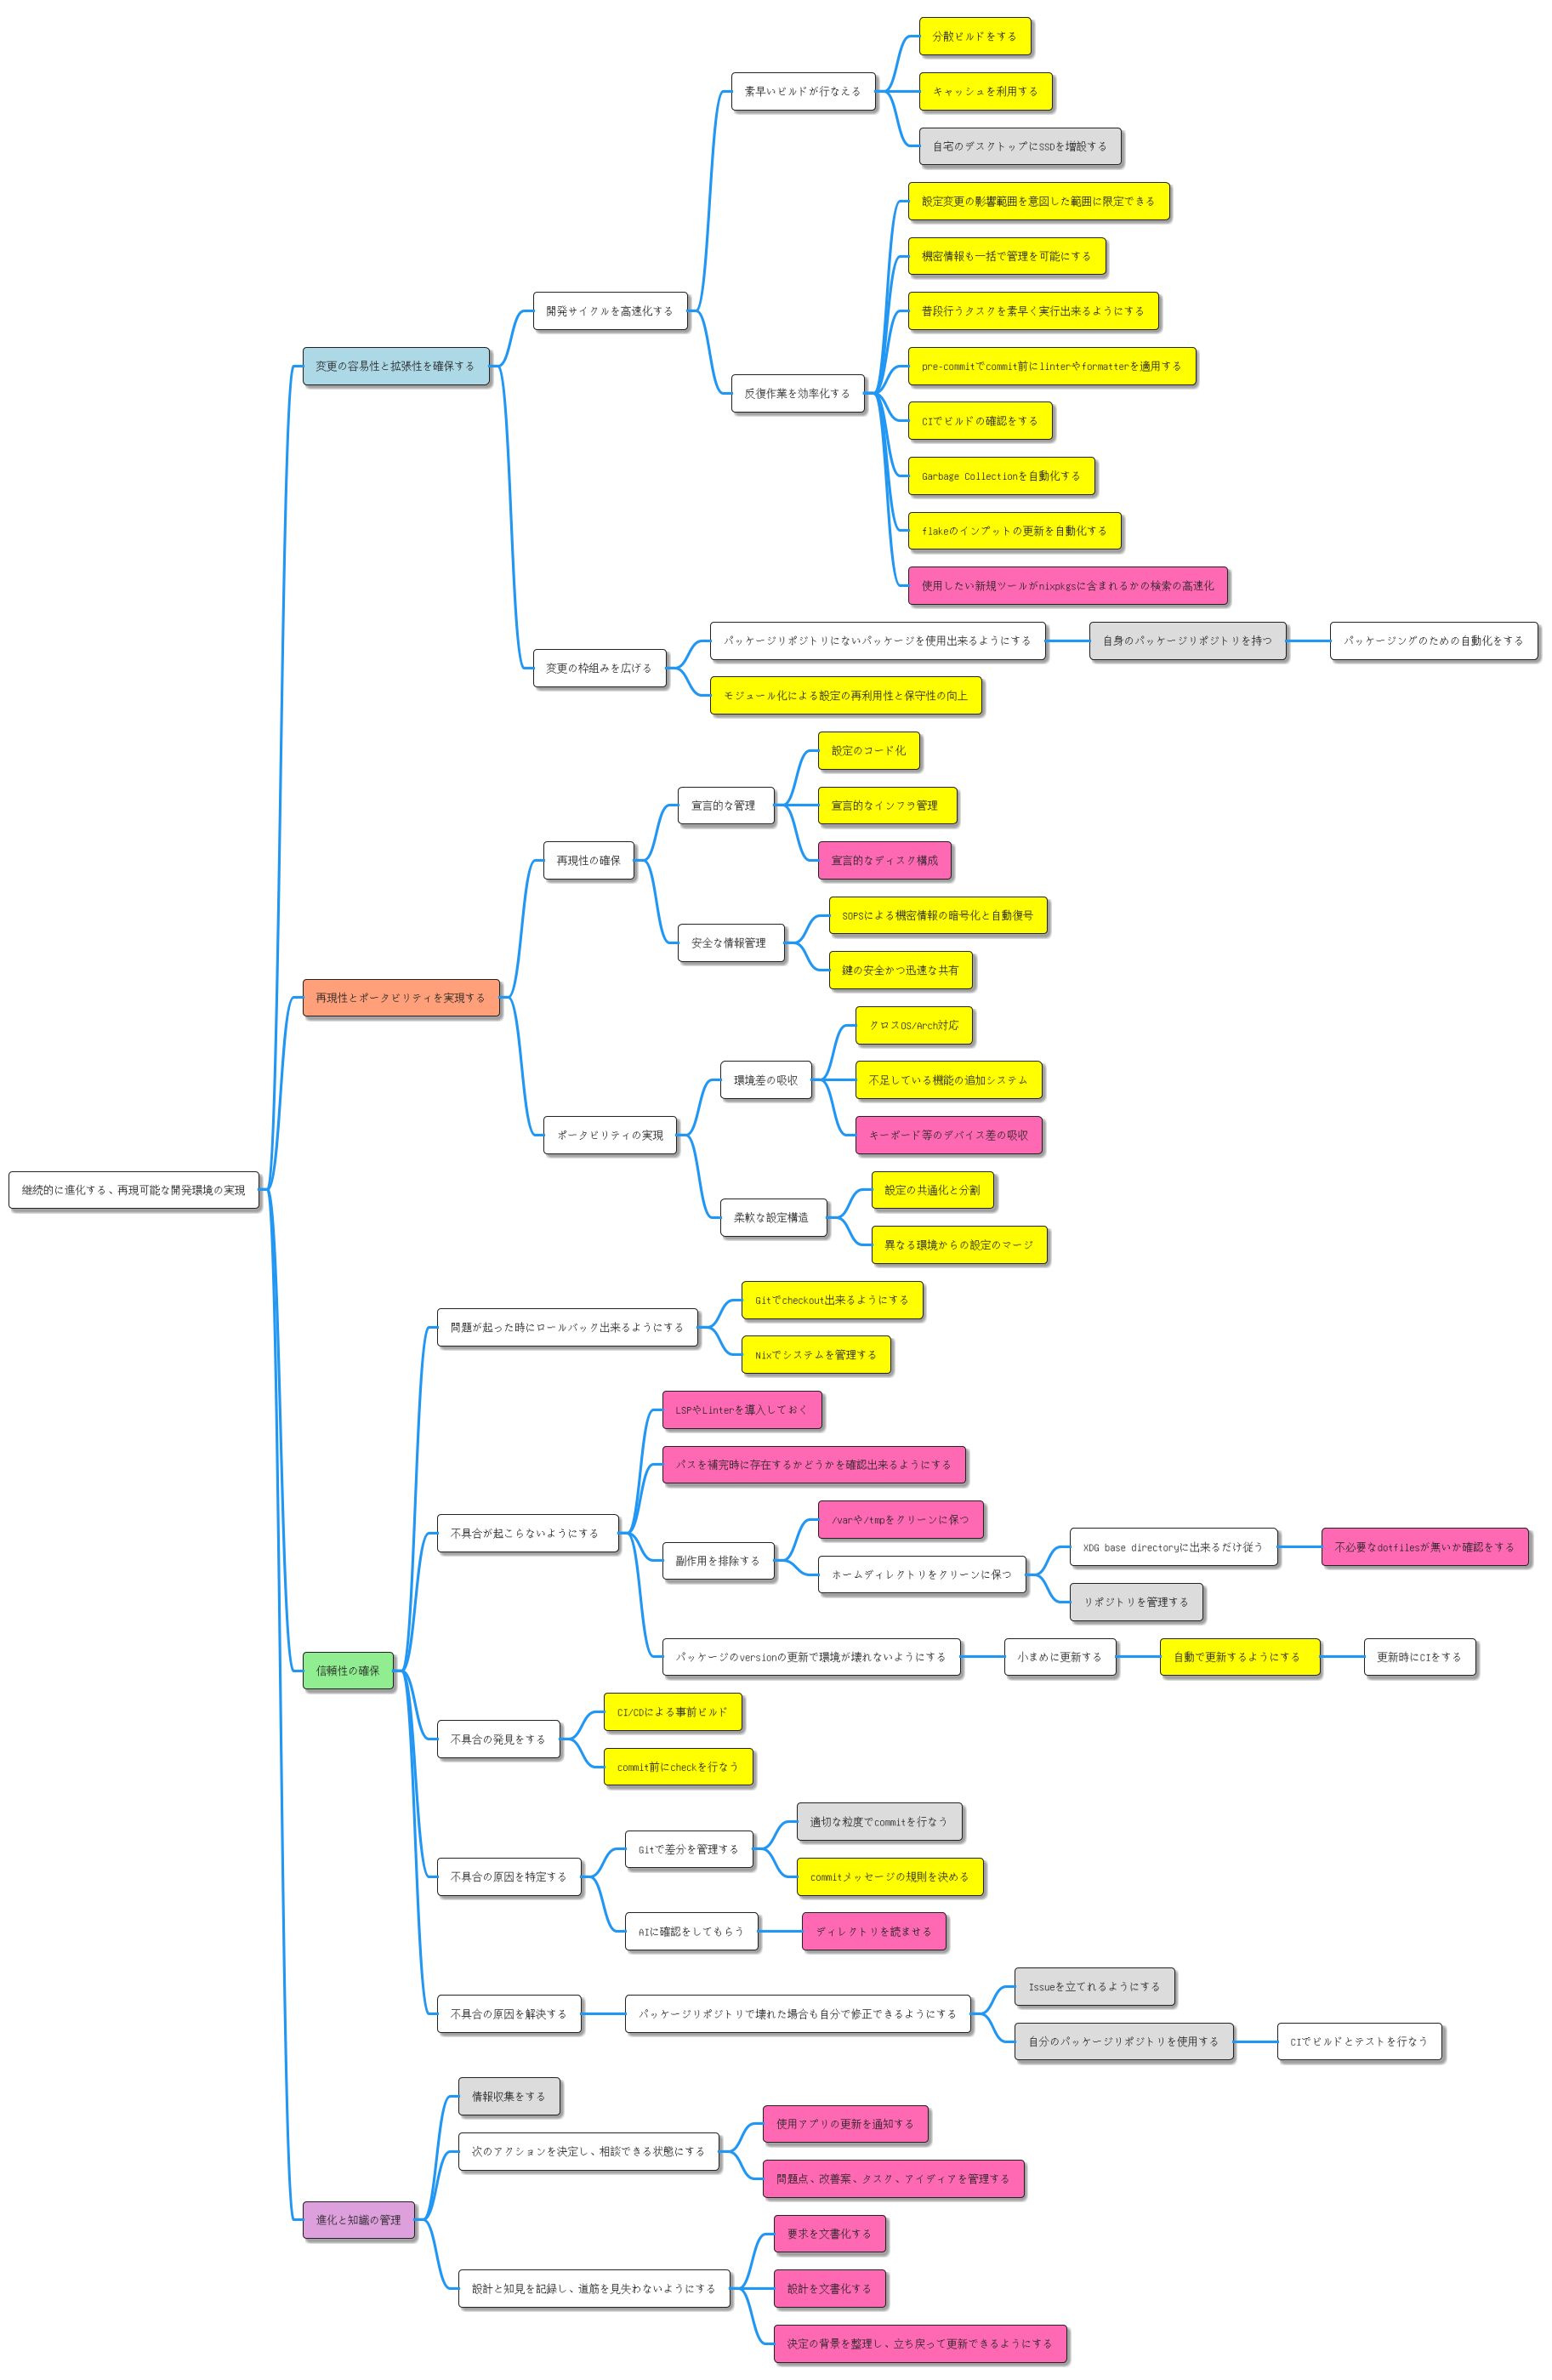 分散ビルドをする
キャッシュを利用する
素早いビルドが行なえる
自宅のデスクトップにSSDを増設する
設定変更の影響範囲を意図した範囲に限定できる
機密情報も一括で管理を可能にする
普段行うタスクを素早く実行出来るようにする
開発サイクルを高速化する
pre-commitでcommit前にlinterやformatterを適用する
変更の容易性と拡張性を確保する
反復作業を効率化する
CIでビルドの確認をする
Garbage Collectionを自動化する
flakeのインプットの更新を自動化する
使用したい新規ツールがnixpkgsに含まれるかの検索の高速化
パッケージリポジトリにないパッケージを使用出来るようにする
自身のパッケージリポジトリを持つ
パッケージングのための自動化をする
変更の枠組みを広げる
モジュール化による設定の再利用性と保守性の向上
設定のコード化
宣言的な管理
宣言的なインフラ管理
再現性の確保
宣言的なディスク構成
SOPSによる機密情報の暗号化と自動復号
安全な情報管理
鍵の安全かつ迅速な共有
再現性とポータビリティを実現する
クロスOS/Arch対応
環境差の吸収
不足している機能の追加システム
ポータビリティの実現
キーボード等のデバイス差の吸収
継続的に進化する、再現可能な開発環境の実現
設定の共通化と分割
柔軟な設定構造
異なる環境からの設定のマージ
Gitでcheckout出来るようにする
問題が起った時にロールバック出来るようにする
Nixでシステムを管理する
LSPやLinterを導入しておく
パスを補完時に存在するかどうかを確認出来るようにする
不具合が起こらないようにする
/varや/tmpをクリーンに保つ
副作用を排除する
XDG base directoryに出来るだけ従う
不必要なdotfilesが無いか確認をする
ホームディレクトリをクリーンに保つ
リポジトリを管理する
パッケージのversionの更新で環境が壊れないようにする
小まめに更新する
自動で更新するようにする
更新時にCIをする
信頼性の確保
CI/CDによる事前ビルド
不具合の発見をする
commit前にcheckを行なう
適切な粒度でcommitを行なう
Gitで差分を管理する
不具合の原因を特定する
commitメッセージの規則を決める
AIに確認をしてもらう
ディレクトリを読ませる
Issueを立てれるようにする
不具合の原因を解決する
パッケージリポジトリで壊れた場合も自分で修正できるようにする
自分のパッケージリポジトリを使用する
CIでビルドとテストを行なう
情報収集をする
使用アプリの更新を通知する
次のアクションを決定し、相談できる状態にする
問題点、改善案、タスク、アイディアを管理する
進化と知識の管理
要求を文書化する
設計と知見を記録し、道筋を見失わないようにする
設計を文書化する
決定の背景を整理し、立ち戻って更新できるようにする